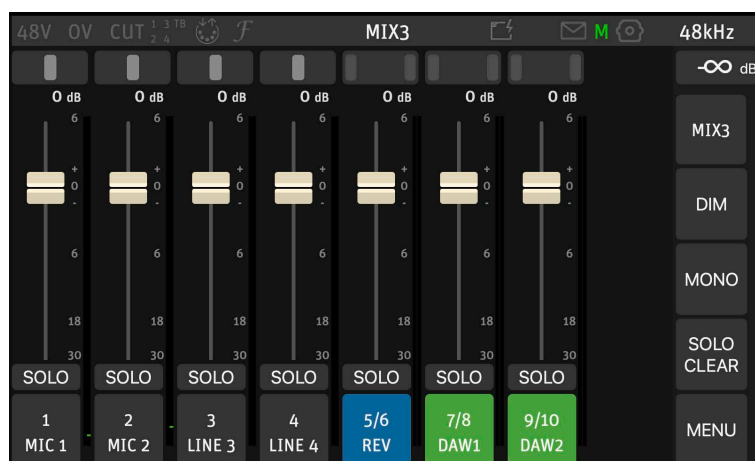 48V OV CUT 1 3 TB 2 4 F MIX3 M 48kHz
-∞ dB
0 dB 0 dB 0 dB 0 dB 0 dB 0 dB 0 dB
6 6 6 6 6 6 6
MIX3
+ + + + + + +
0 0 0 0 0 0 0
- - - - - - -
DIM
6 6 6 6 6 6 6
MONO
18 18 18 18 18 18 18
30 30 30 30 30 30 30
SOLO
CLEAR
SOLO SOLO SOLO SOLO SOLO SOLO SOLO
1 2 3 4 5/6 7/8 9/10
MIC 1 MIC 2 LINE 3 LINE 4 REV DAW1 DAW2
MENU